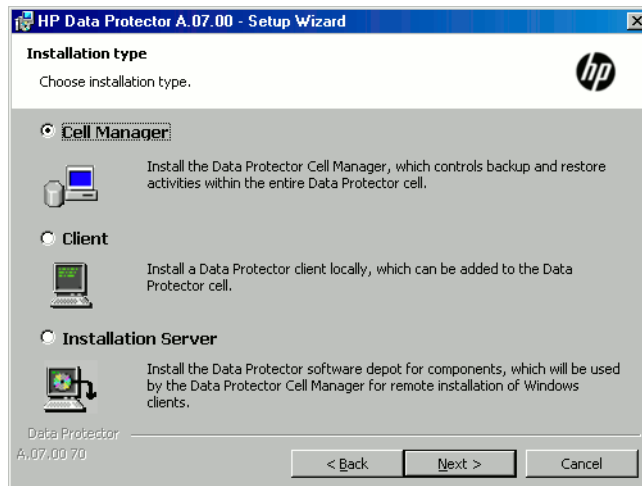 HP Data Protector A.07.00 - Setup Wizard
Installation type
Choose installation type.
hp
Cell Manager
Install the Data Protector Cell Manager, which controls backup and restore
activities within the entire Data Protector cell.
Client
Install a Data Protector client locally, which can be added to the Data
Protector cell.
Installation Server
Install the Data Protector software depot for components, which will be used
by the Data Protector Cell Manager for remote installation of Windows
clients.
Data Protector
A.07.00 70
< Back
Next >
Cancel